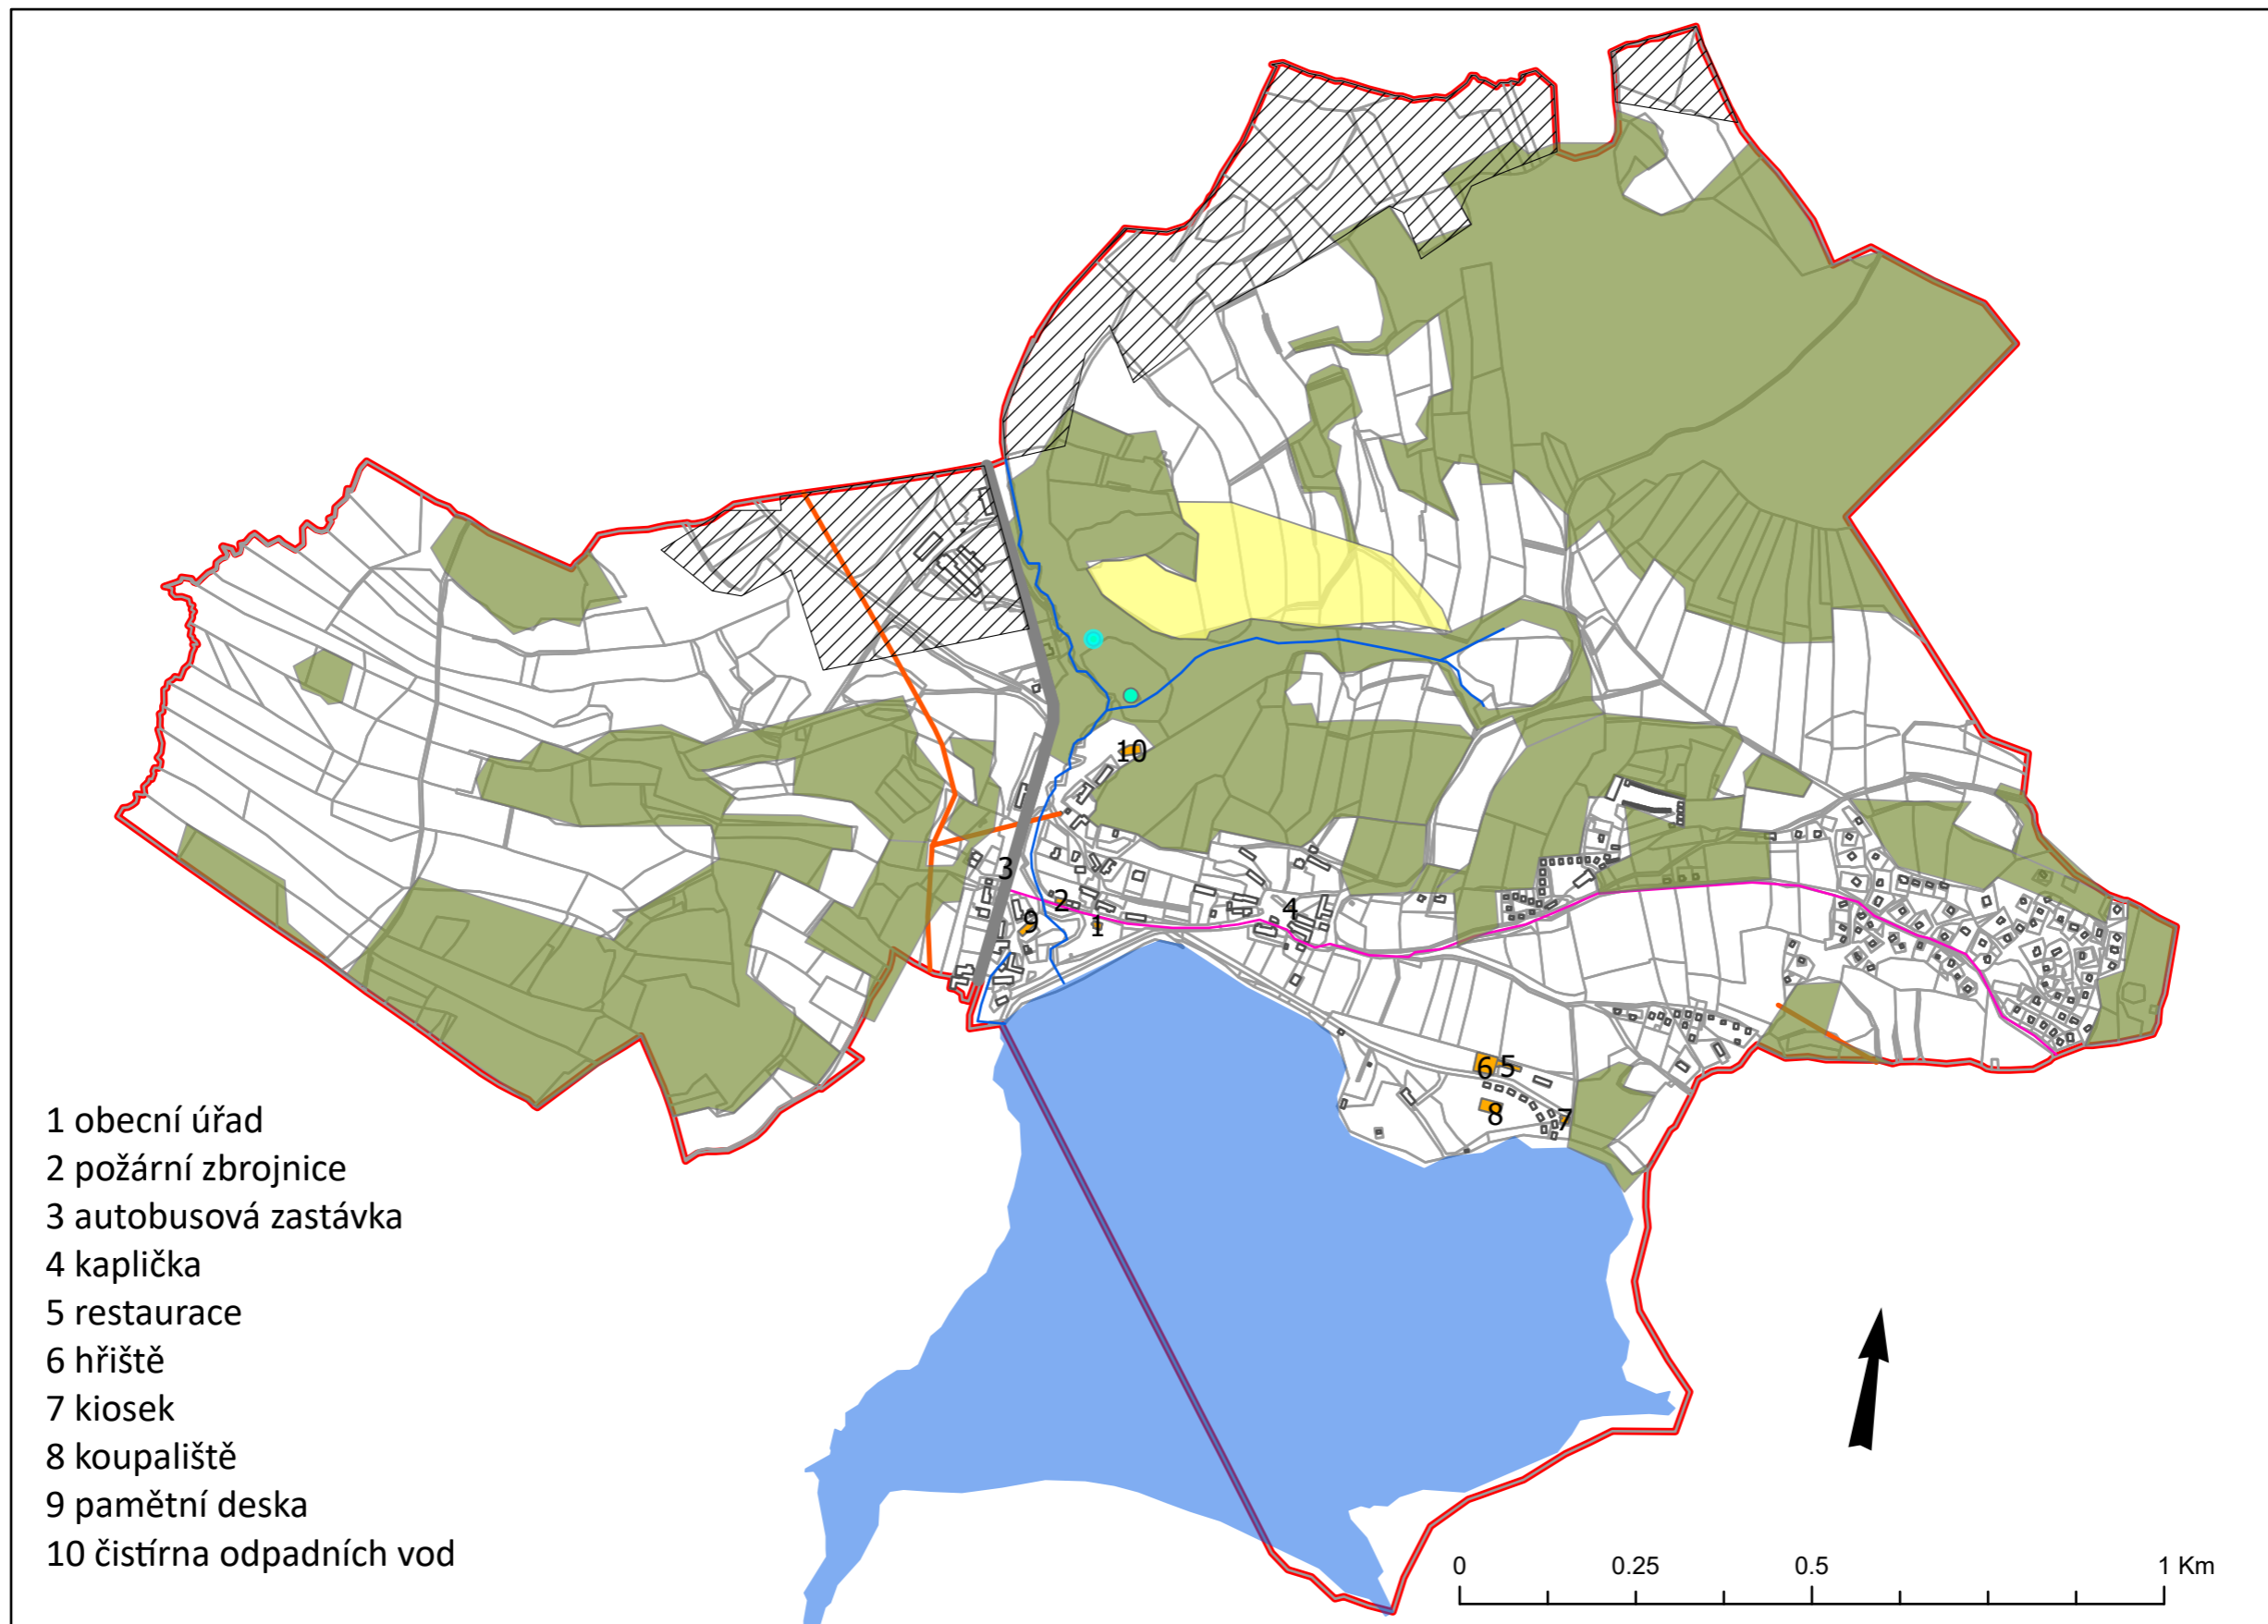 10
3
2
9
1
4
6 5
8
7
1 obecní úřad
2 požární zbrojnice
3 autobusová zastávka
4 kaplička
5 restaurace
6 hřiště
7 kiosek
8 koupaliště
9 pamětní deska
10 čistírna odpadních vod
0 0.25 0.5 1 Km